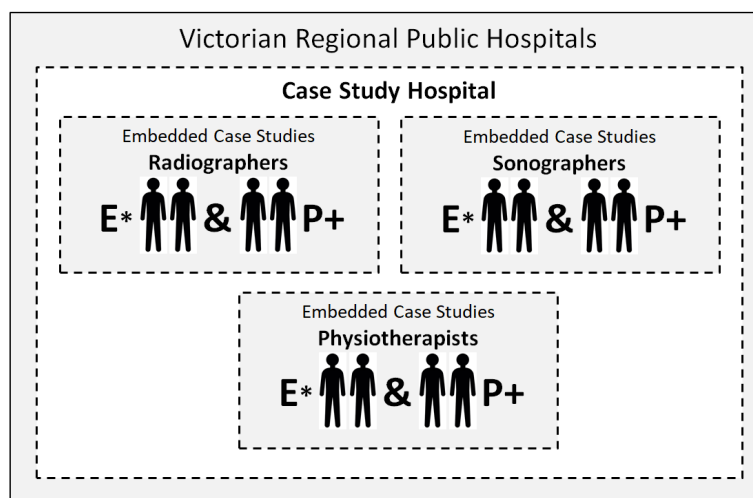 Victorian Regional Public Hospitals
Case Study Hospital
Embedded Case Studies
Radiographers
E* & P+
Embedded Case Studies
Sonographers
E* & P+
Embedded Case Studies
Physiotherapists
E* & P+